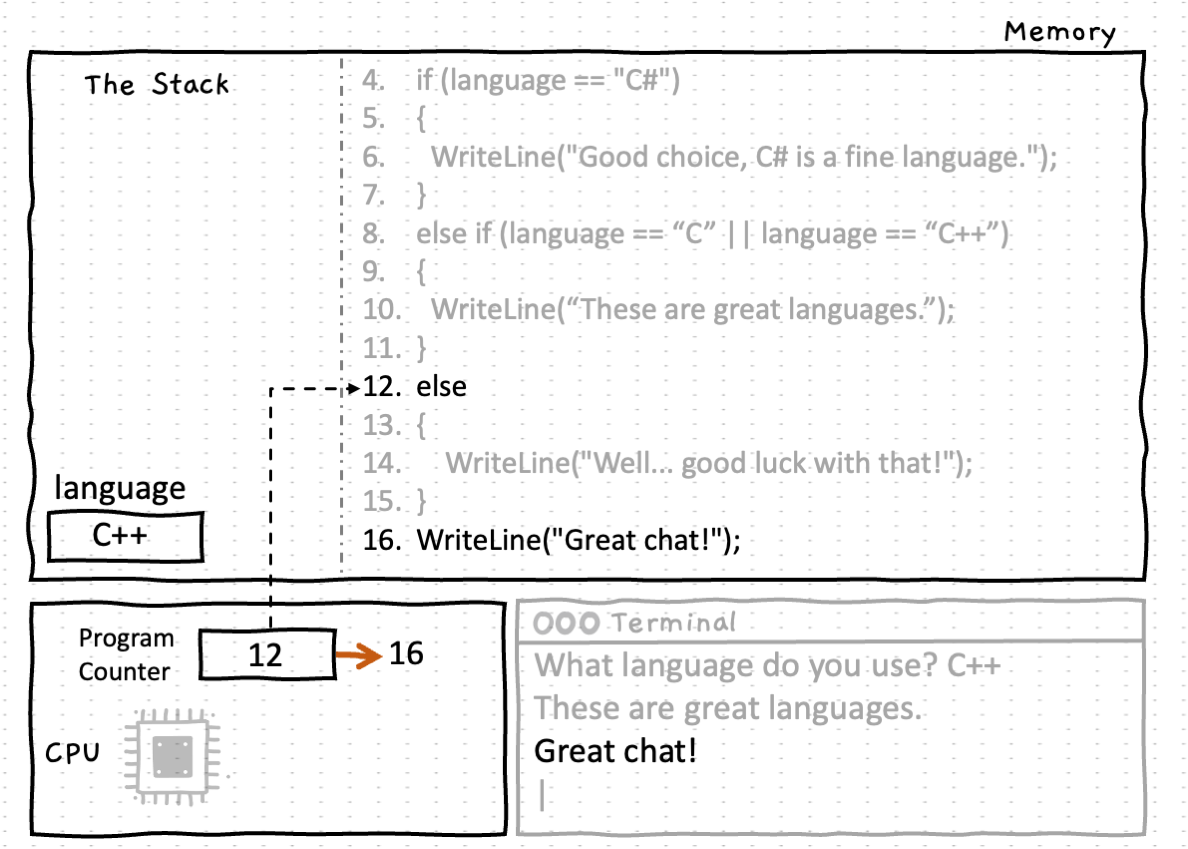 Memory
The Stack
4. if (language == "C#")
5. {
6. WriteLine("Good choice, C# is a fine language.");
7. }
8. else if (language == “C” || language == “C++”)
9. {
10. WriteLine(“These are great languages.”);
11. }
12. else
13. {
14. WriteLine("Well... good luck with that!");
15. }
16. WriteLine("Great chat!");
language
C++
Program
Counter
12
16
CPU
Terminal
What language do you use? C++
These are great languages.
Great chat!